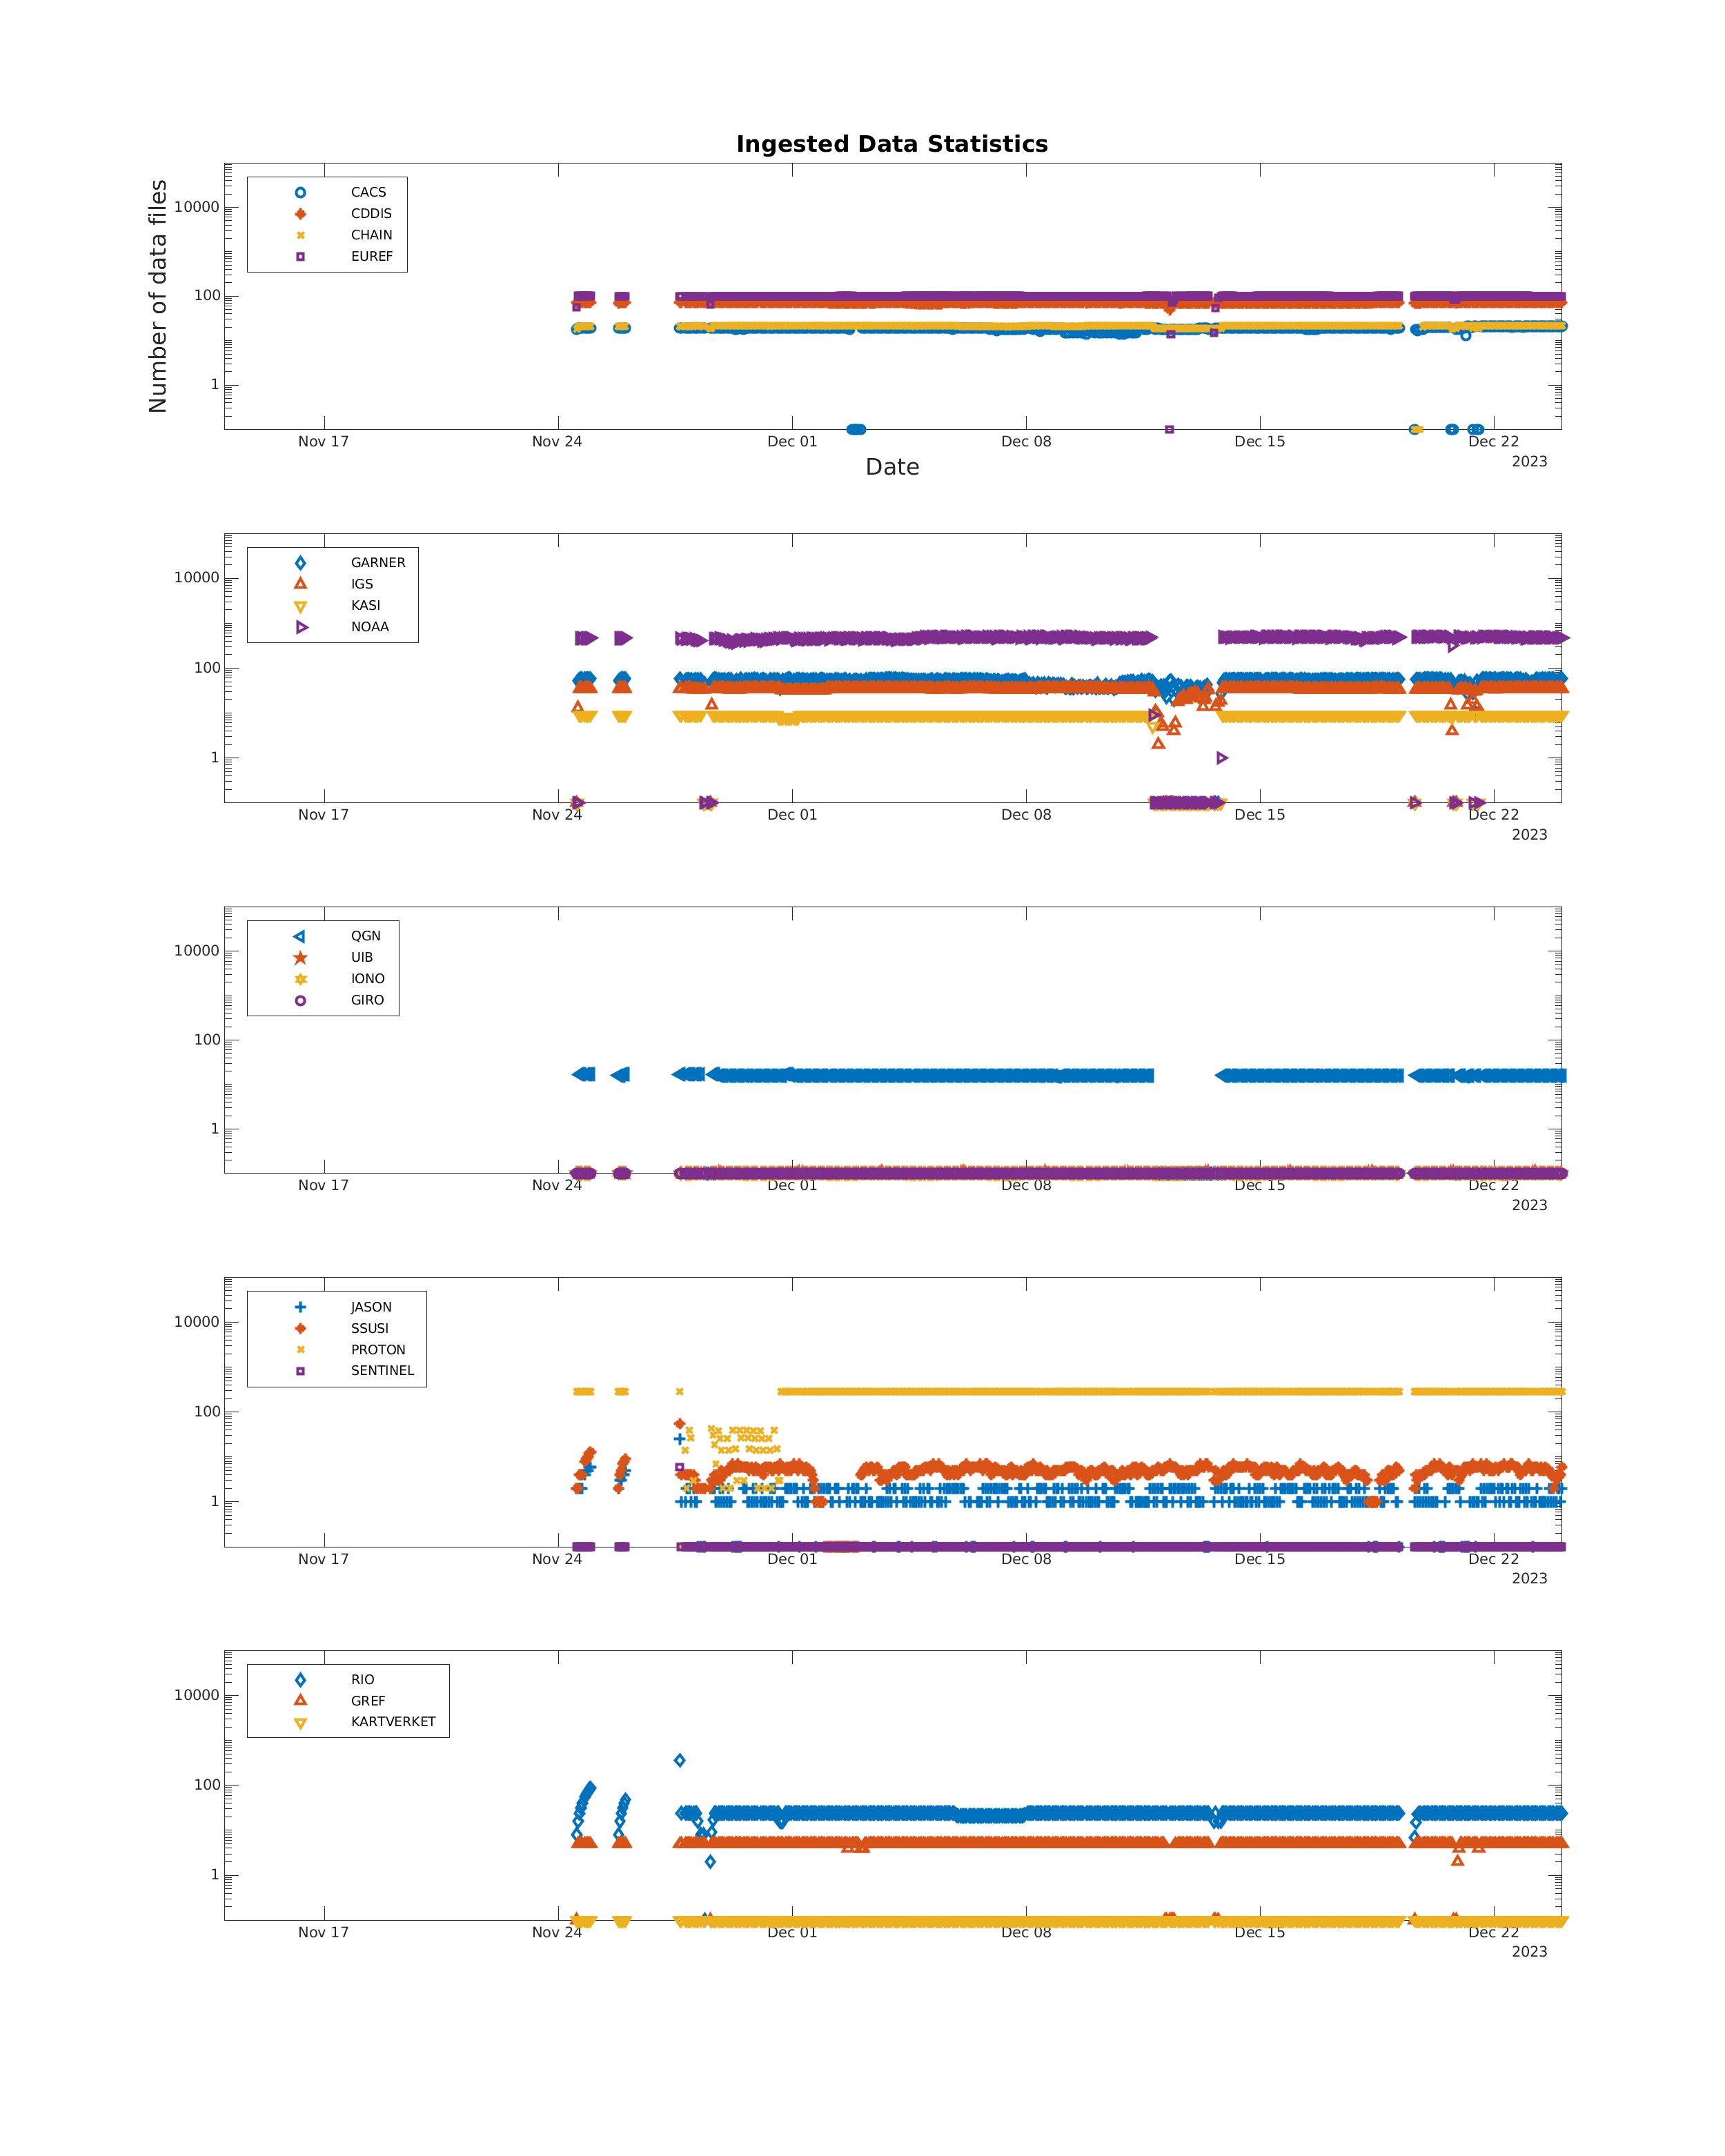 Ingested Data Statistics
Number of data files
10000
100
1
CACS
CDDIS
CHAIN
EUREF
Nov 17 Nov 24 Dec 01 Dec 08 Dec 15 Dec 22
2023
Date
10000
100
1
GARNER
IGS
KASI
NOAA
Nov 17 Nov 24 Dec 01 Dec 08 Dec 15 Dec 22
2023
10000
100
1
QGN
UIB
IONO
GIRO
Nov 17 Nov 24 Dec 01 Dec 08 Dec 15 Dec 22
2023
10000
100
1
JASON
SSUSI
PROTON
SENTINEL
Nov 17 Nov 24 Dec 01 Dec 08 Dec 15 Dec 22
2023
10000
100
1
RIO
GREF
KARTVERKET
Nov 17 Nov 24 Dec 01 Dec 08 Dec 15 Dec 22
2023